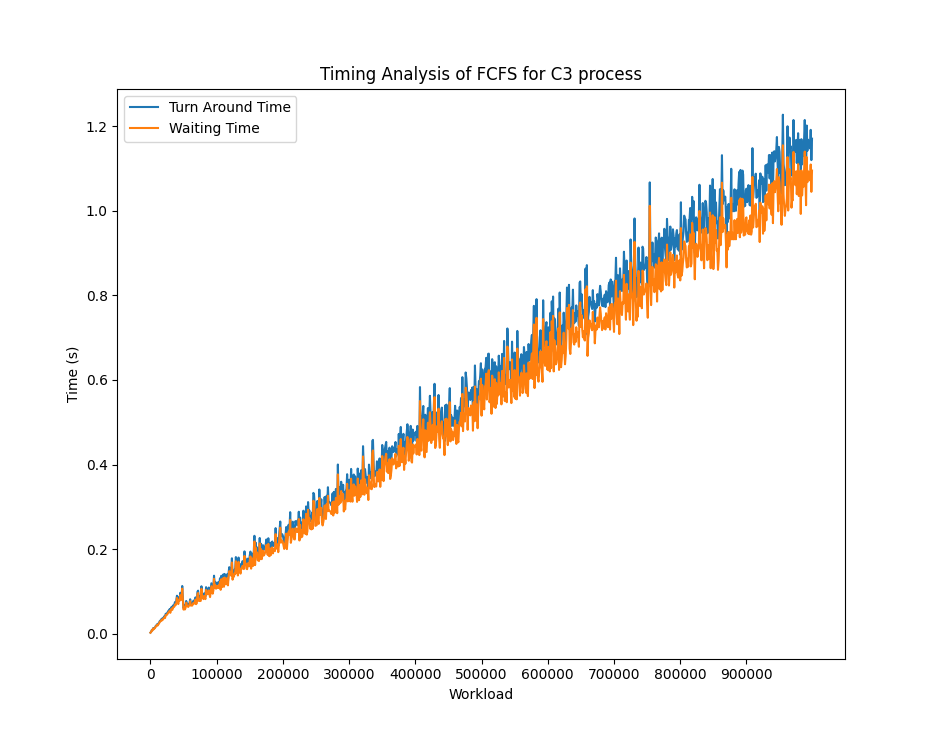 Timing Analysis of FCFS for C3 process
Turn Around Time
Waiting Time
1.2
1.0
0.8
0.6
0.4
0.2
0.0
Time (s)
0 100000 200000 300000 400000 500000 600000 700000 800000 900000
Workload